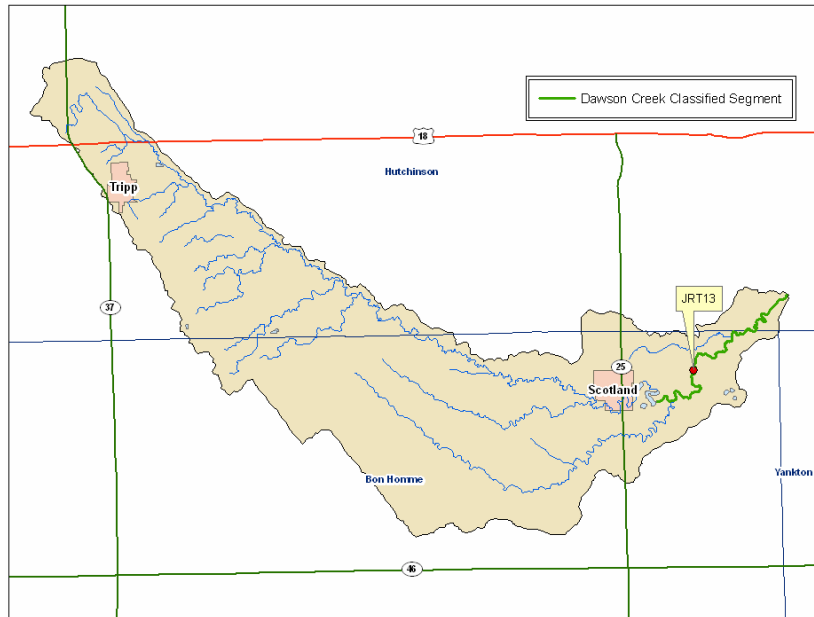 Dawson Creek Classified Segment
18
Hutchinson
Tripp
JRT13
37
25
Scotland
Bon Homme
Yankton
46